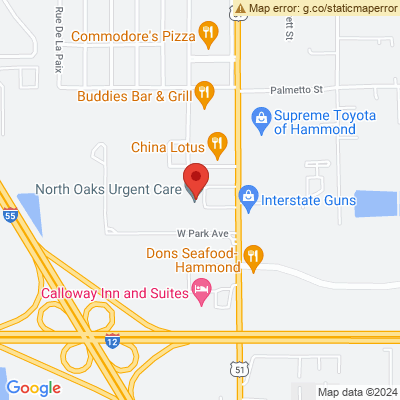 Map error: g.co/staticmaperror
51
Rue De La Paix
Commodore's Pizza
Palmetto St
Buddies Bar & Grill
Supreme Toyota
of Hammond
China Lotus
North Oaks Urgent Care
Interstate Guns
55
W Park Ave
Dons Seafood-
Hammond
Calloway Inn and Suites
12
51
Google
Map data ©2024